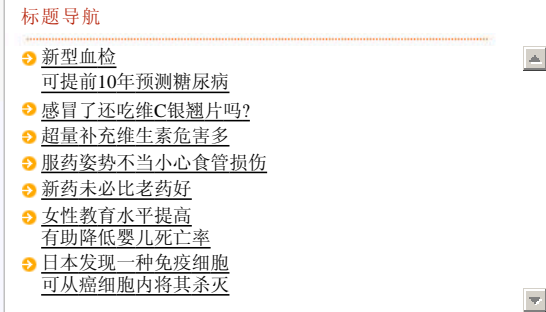 标题导航
新型血检
可提前10年预测糖尿病
感冒了还吃维C银翘片吗?
超量补充维生素危害多
服药姿势不当小心食管损伤
新药未必比老药好
女性教育水平提高
有助降低婴儿死亡率
日本发现一种免疫细胞
可从癌细胞内将其杀灭